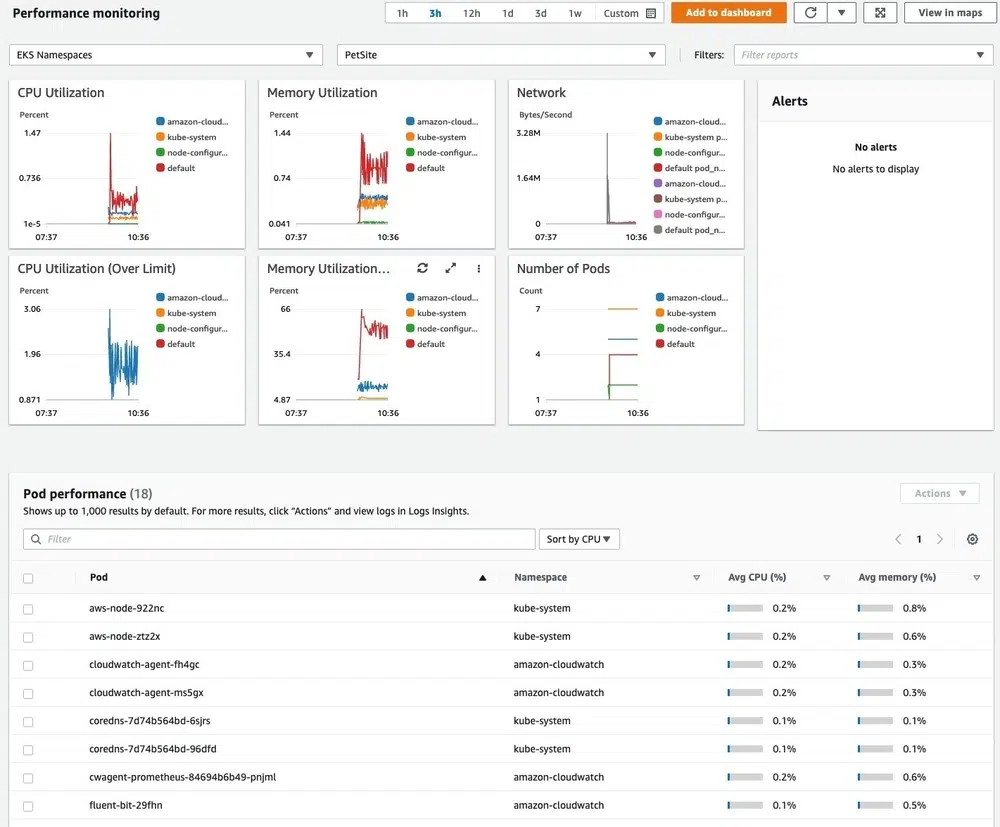 Performance monitoring
1h 3h 12h 1d 3d 1w Custom Add to dashboard View in maps
EKS Namespaces PetSite Filters: Filter reports
CPU Utilization
Percent
1.47
0.736
1e-5
07:37 10:36
amazon-cloud...
kube-system
node-configur...
default
Memory Utilization
Percent
1.44
0.74
0.041
07:37 10:36
amazon-cloud...
kube-system
node-configur...
default
Network
Bytes/Second
3.28M
1.64M
0
07:37 10:36
amazon-cloud...
kube-system p...
node-configur...
default pod_n...
amazon-cloud...
kube-system p...
node-configur...
default pod_n...
Alerts
No alerts
No alerts to display
CPU Utilization (Over Limit)
Percent
3.06
1.96
0.871
07:37 10:36
amazon-cloud...
kube-system
node-configur...
default
Memory Utilization...
Percent
66
35.4
4.87
07:37 10:36
amazon-cloud...
kube-system
node-configur...
default
Number of Pods
Count
7
4
1
07:37 10:36
amazon-cloud...
kube-system
node-configur...
default
Pod performance (18) Actions
Shows up to 1,000 results by default. For more results, click "Actions" and view logs in Logs Insights.
Filter Sort by CPU 1
Pod Namespace Avg CPU (%) Avg memory (%)
aws-node-922nc kube-system 0.2% 0.8%
aws-node-ztz2x kube-system 0.2% 0.6%
cloudwatch-agent-fh4gc amazon-cloudwatch 0.2% 0.3%
cloudwatch-agent-ms5gx amazon-cloudwatch 0.2% 0.3%
coredns-7d74b564bd-6sjrs kube-system 0.1% 0.1%
coredns-7d74b564bd-96dfd kube-system 0.1% 0.1%
cwagent-prometheus-84694b6b49-pnjml amazon-cloudwatch 0.2% 0.6%
fluent-bit-29fhn amazon-cloudwatch 0.1% 0.5%